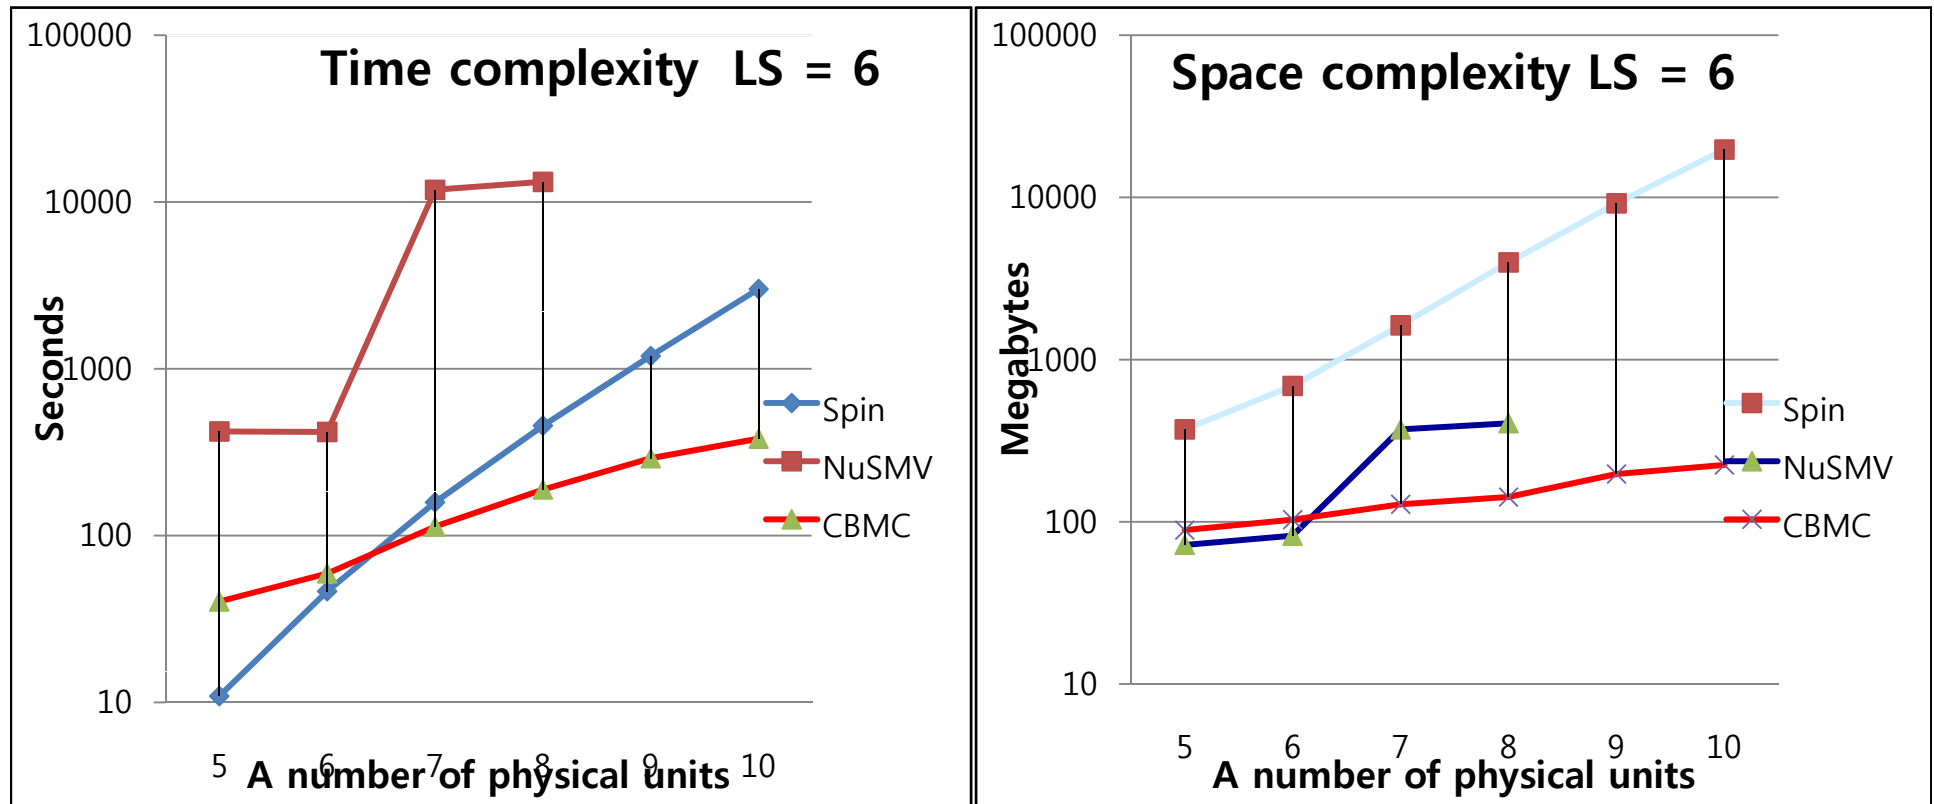 Time complexity  LS = 6
100000
10000
1000
100
10
Seconds
5 6 7 8 9 10
A number of physical units
Spin
NuSMV
CBMC
Space complexity LS = 6
100000
10000
1000
100
10
Megabytes
5 6 7 8 9 10
A number of physical units
Spin
NuSMV
CBMC